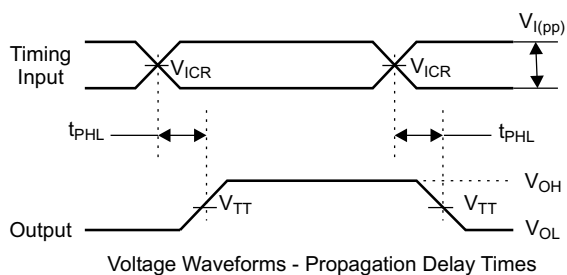 V_I(pp)
Timing
Input
V_ICR
V_ICR
t_PHL
t_PHL
V_OH
V_TT
V_TT
Output
V_OL
Voltage Waveforms - Propagation Delay Times